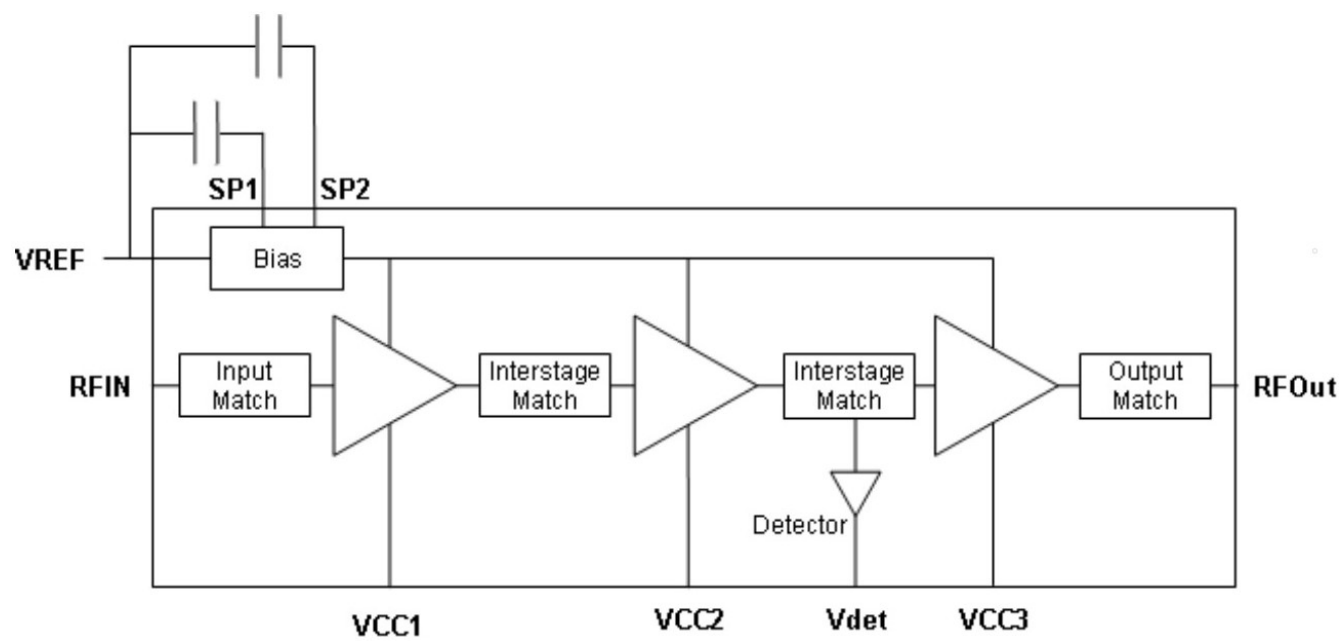 SP1
SP2
VREF
Bias
RFIN
Input
Match
Interstage
Match
Interstage
Match
Output
Match
RFOut
Detector
VCC1
VCC2
Vdet
VCC3